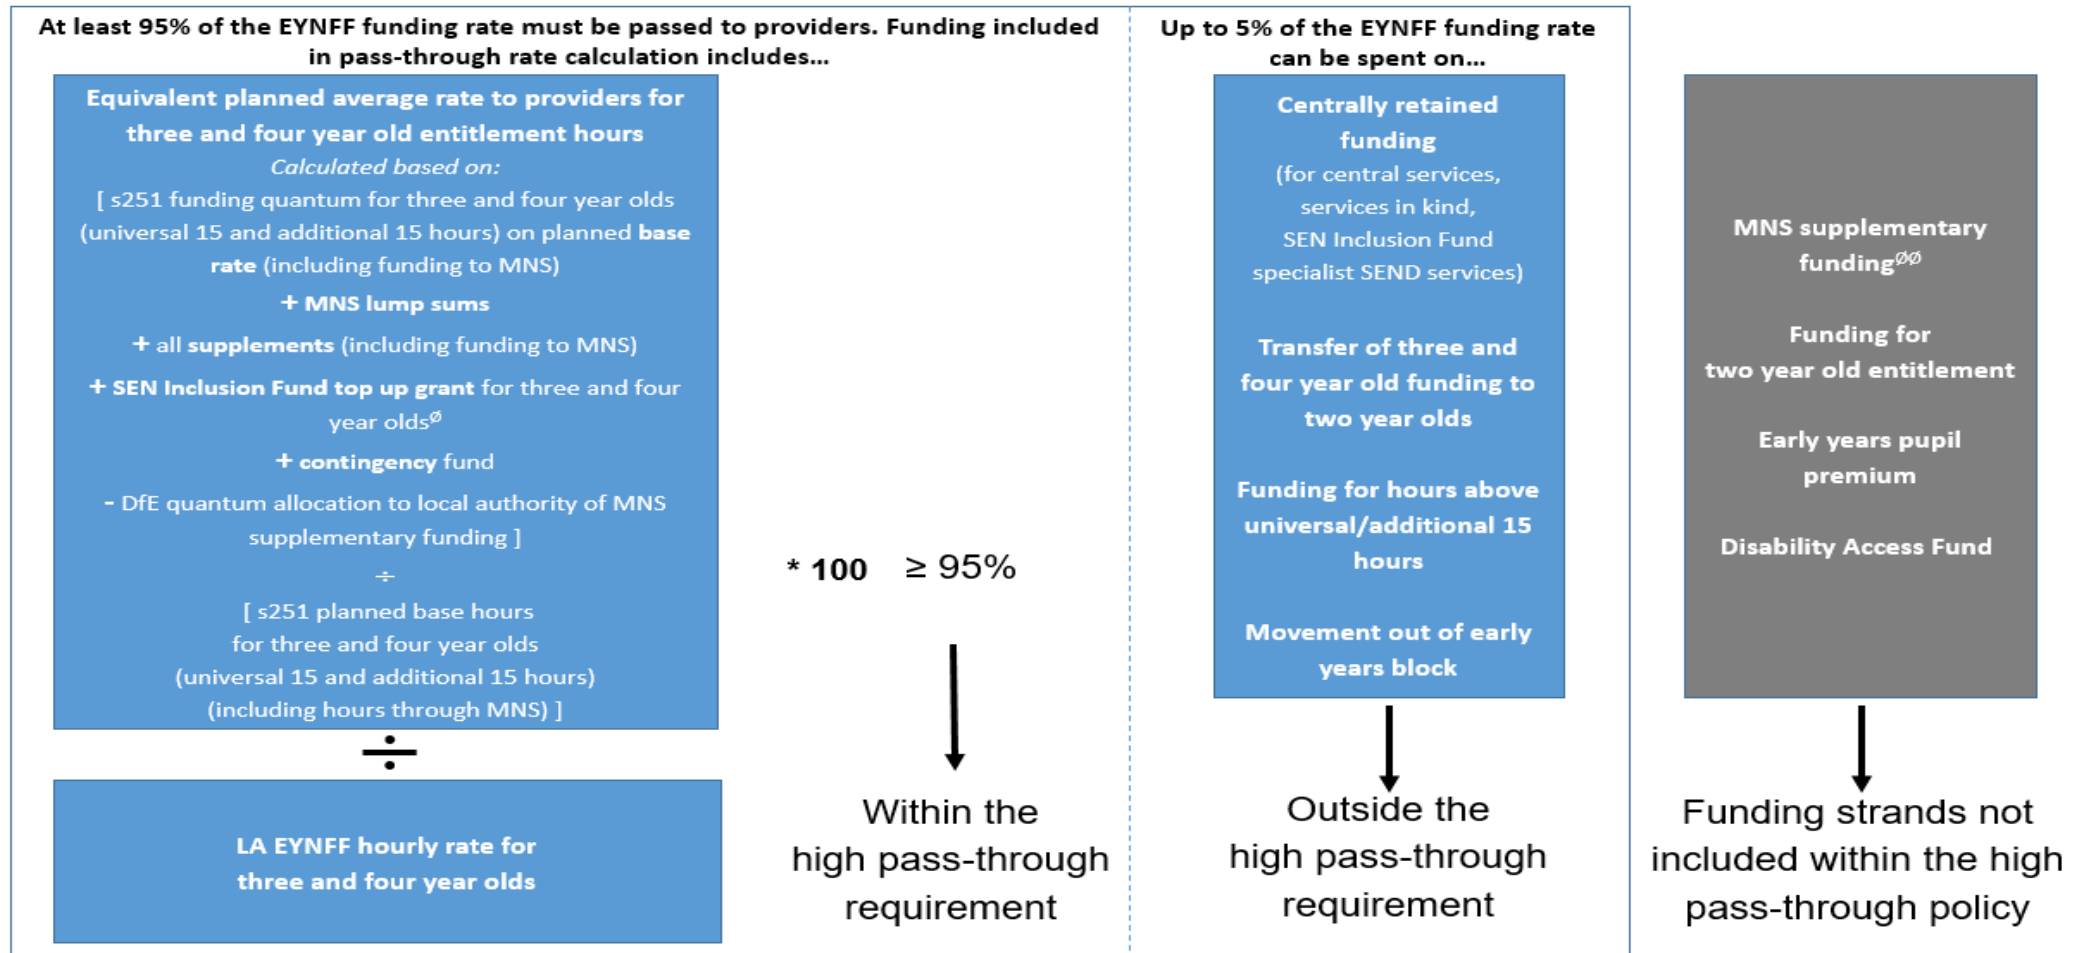 At least 95% of the EYNFF funding rate must be passed to providers. Funding included
in pass-through rate calculation includes...
Equivalent planned average rate to providers for
three and four year old entitlement hours
Calculated based on:
[ s251 funding quantum for three and four year olds
(universal 15 and additional 15 hours) on planned base
rate (including funding to MNS)
+ MNS lump sums
+ all supplements (including funding to MNS)
+ SEN Inclusion Fund top up grant for three and four
year olds^ø
+ contingency fund
- DfE quantum allocation to local authority of MNS
supplementary funding ]
÷
[ s251 planned base hours
for three and four year olds
(universal 15 and additional 15 hours)
(including hours through MNS) ]
÷
LA EYNFF hourly rate for
three and four year olds
* 100 ≥ 95%
Within the
high pass-through
requirement
Up to 5% of the EYNFF funding rate
can be spent on...
Centrally retained
funding
(for central services,
services in kind,
SEN Inclusion Fund
specialist SEND services)
Transfer of three and
four year old funding to
two year olds
Funding for hours above
universal/additional 15
hours
Movement out of early
years block
Outside the
high pass-through
requirement
MNS supplementary
funding^øø
Funding for
two year old entitlement
Early years pupil
premium
Disability Access Fund
Funding strands not
included within the high
pass-through policy